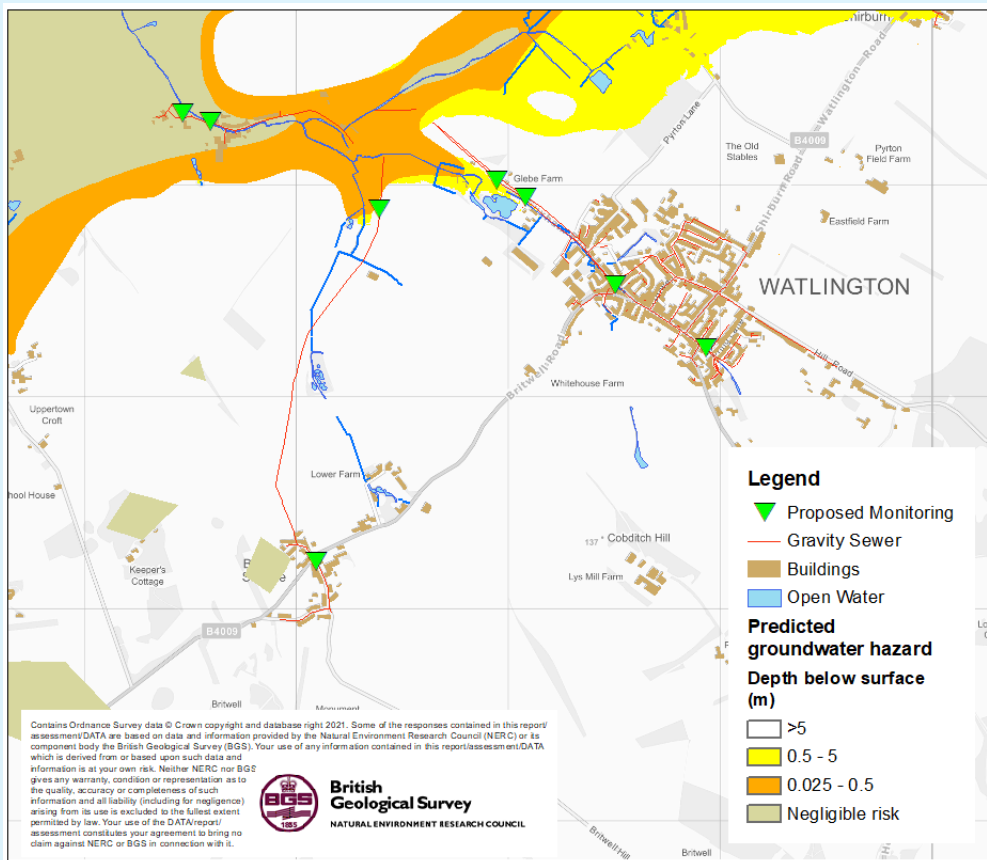 Shirburn
Shirburn Road
Watlington Road
B4009
Pyrton Lane
The Old
Stables
Pyrton
Field Farm
Glebe Farm
Eastfield Farm
WATLINGTON
Hill Road
Britwell Road
Whitehouse Farm
Uppertown
Croft
Lower Farm
hool House
137
Cobditch Hill
Lys Mill Farm
Keeper's
Cottage
B4009
Britwell
Monument
Legend
Proposed Monitoring
Gravity Sewer
Buildings
Open Water
Predicted
groundwater hazard
Depth below surface
(m)
>5
0.5 - 5
0.025 - 0.5
Negligible risk
Contains Ordnance Survey data © Crown copyright and database right 2021. Some of the responses contained in this report/
assessment/DATA are based on data and information provided by the Natural Environment Research Council (NERC) or its
component body the British Geological Survey (BGS). Your use of any information contained in this report/assessment/DATA
which is derived from or based upon such data and
information is at your own risk. Neither NERC nor BGS
gives any warranty, condition or representation as to
the quality, accuracy or completeness of such
information and all liability (including for negligence)
arising from its use is excluded to the fullest extent
permitted by law. Your use of the DATA/report/
assessment constitutes your agreement to bring no
claim against NERC or BGS in connection with it.
BGS
1835
British
Geological Survey
NATURAL ENVIRONMENT RESEARCH COUNCIL
Britwell Hill
Britwell